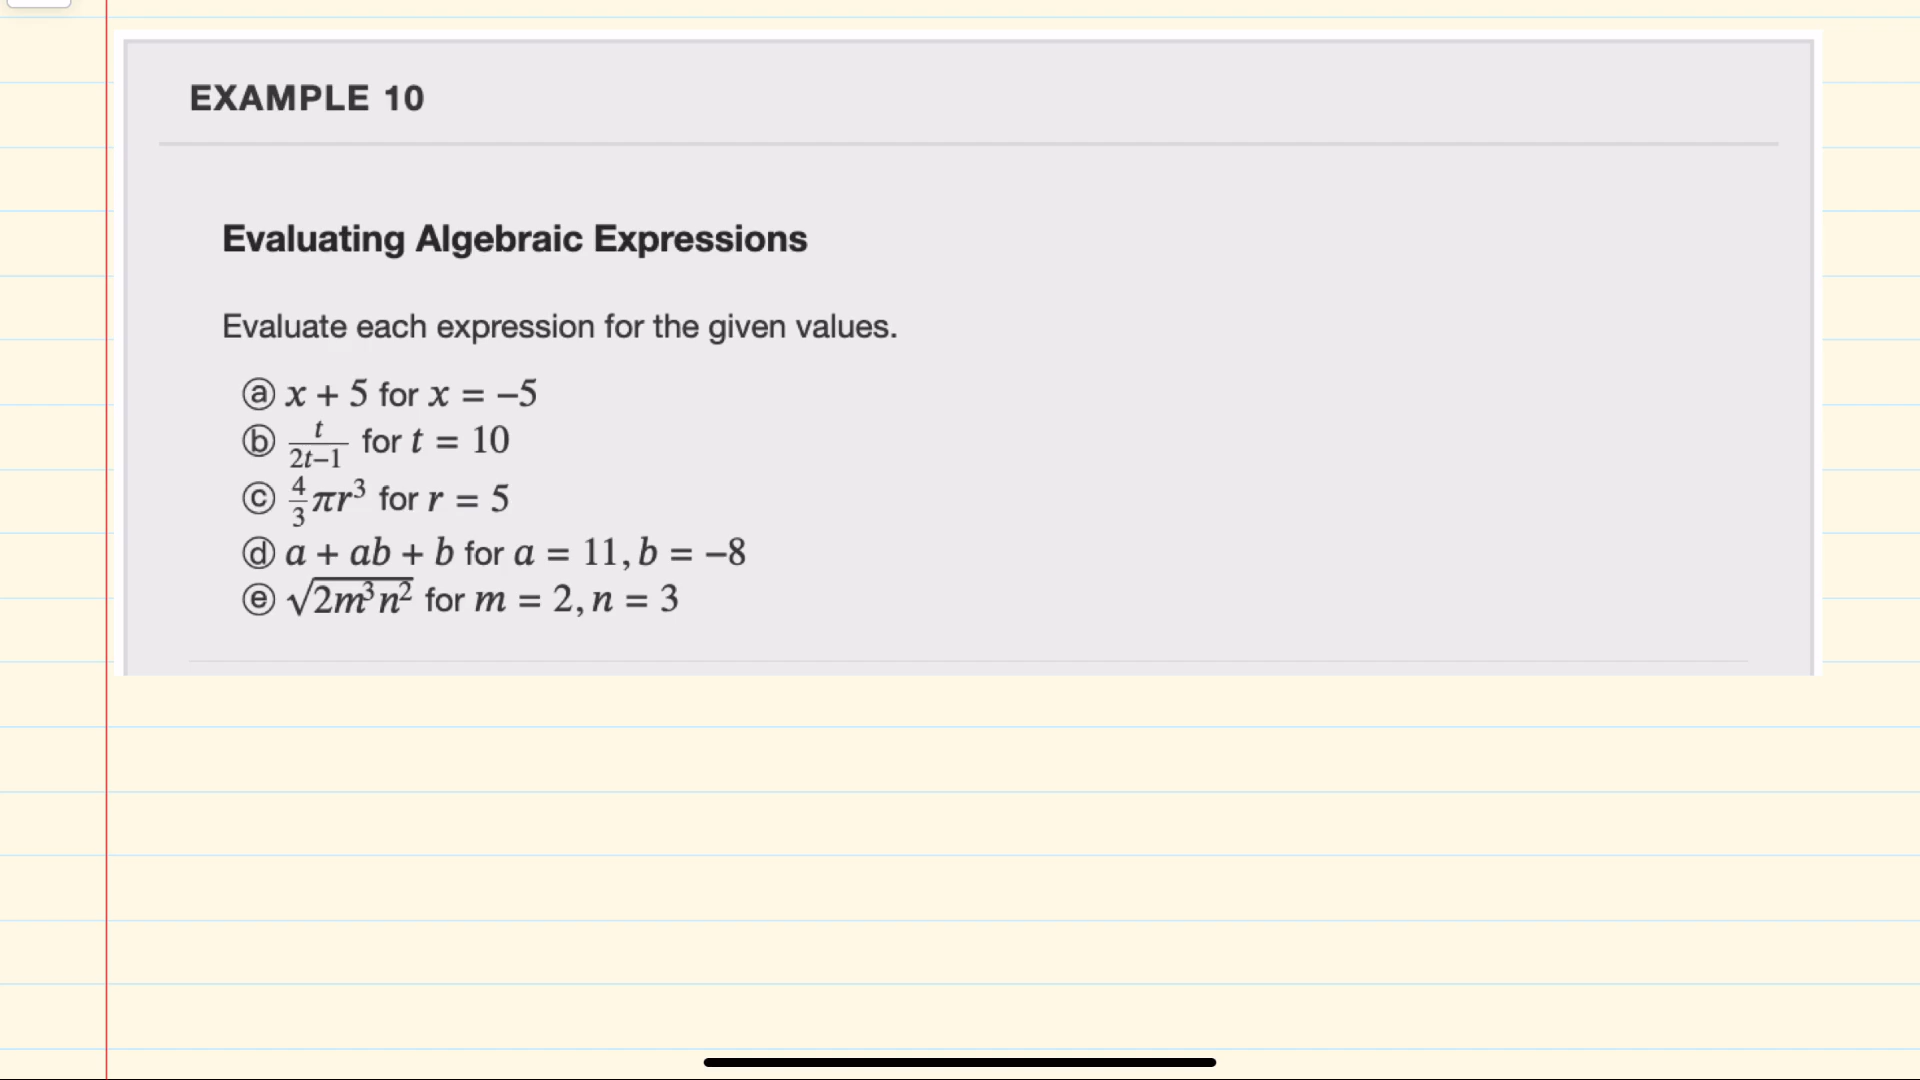 EXAMPLE 10
Evaluating Algebraic Expressions
Evaluate each expression for the given values.
ⓐ x + 5 for x = −5
ⓑ t/2t−1 for t = 10
ⓒ 4/3 πr³ for r = 5
ⓓ a + ab + b for a = 11, b = −8
ⓔ √2m³n² for m = 2, n = 3